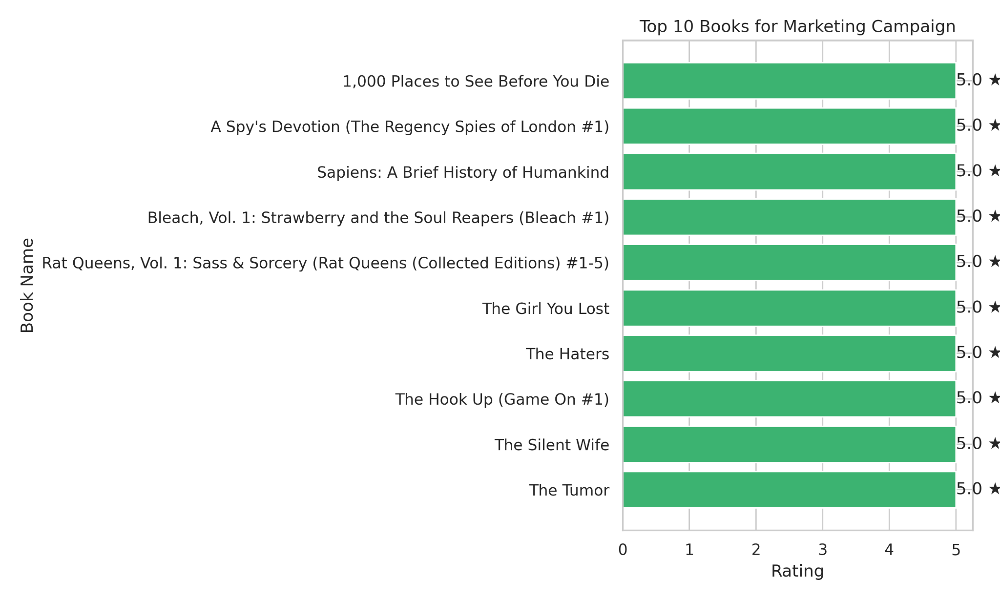 Top 10 Books for Marketing Campaign
1,000 Places to See Before You Die 5.0 ★
A Spy's Devotion (The Regency Spies of London #1) 5.0 ★
Sapiens: A Brief History of Humankind 5.0 ★
Bleach, Vol. 1: Strawberry and the Soul Reapers (Bleach #1) 5.0 ★
Rat Queens, Vol. 1: Sass & Sorcery (Rat Queens (Collected Editions) #1-5) 5.0 ★
The Girl You Lost 5.0 ★
The Haters 5.0 ★
The Hook Up (Game On #1) 5.0 ★
The Silent Wife 5.0 ★
The Tumor 5.0 ★
Book Name
0 1 2 3 4 5
Rating